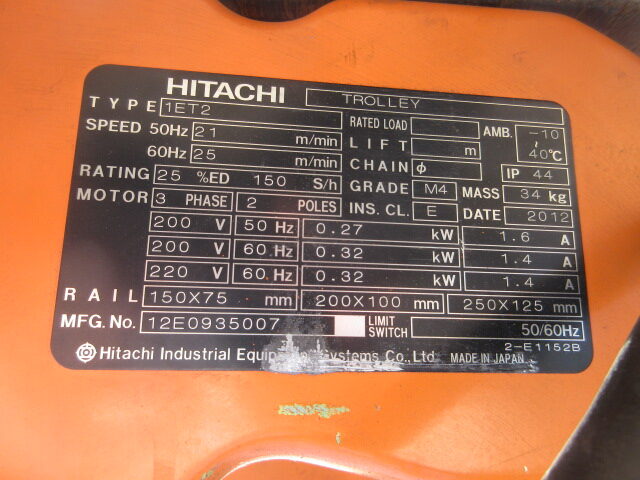 HITACHI TROLLEY
TYPE 1ET2 RATED LOAD AMB. -10 ~ 40℃
SPEED 50Hz 21 m/min LIFT m
60Hz 25 m/min CHAIN ϕ IP 44
RATING 25 %ED 150 S/h GRADE M4 MASS 34 kg
MOTOR 3 PHASE 2 POLES INS. CL. E DATE 2012
200 V 50 Hz 0.27 kW 1.6 A
200 V 60 Hz 0.32 kW 1.4 A
220 V 60 Hz 0.32 kW 1.4 A
RAIL 150X75 mm 200X100 mm 250X125 mm
MFG. No. 12E0935007 LIMIT SWITCH 50/60Hz
2-E1152B
Hitachi Industrial Systems Co., Ltd. MADE IN JAPAN